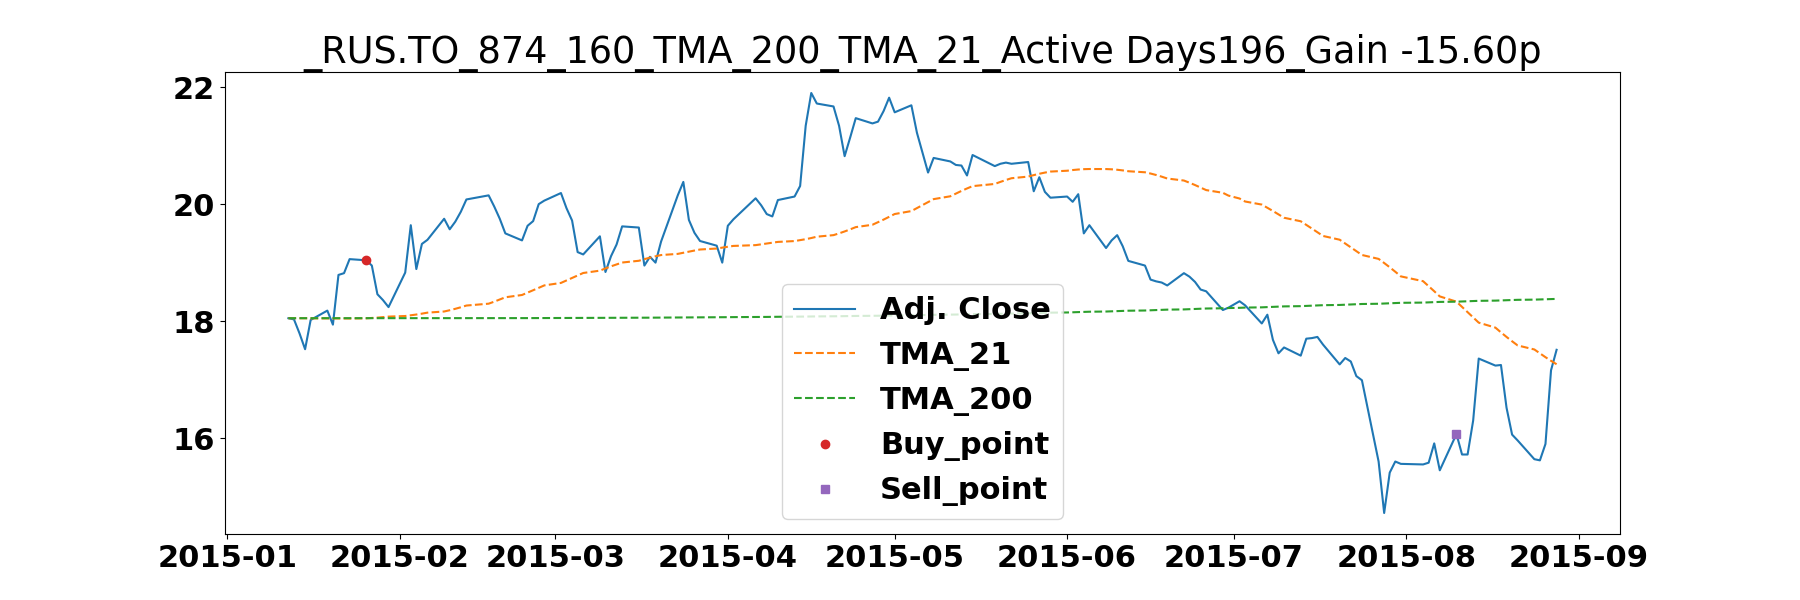 _RUS.TO_874_160_TMA_200_TMA_21_Active Days196_Gain -15.60p
22
20
18
16
Adj. Close
TMA_21
TMA_200
Buy_point
Sell_point
2015-01 2015-02 2015-03 2015-04 2015-05 2015-06 2015-07 2015-08 2015-09